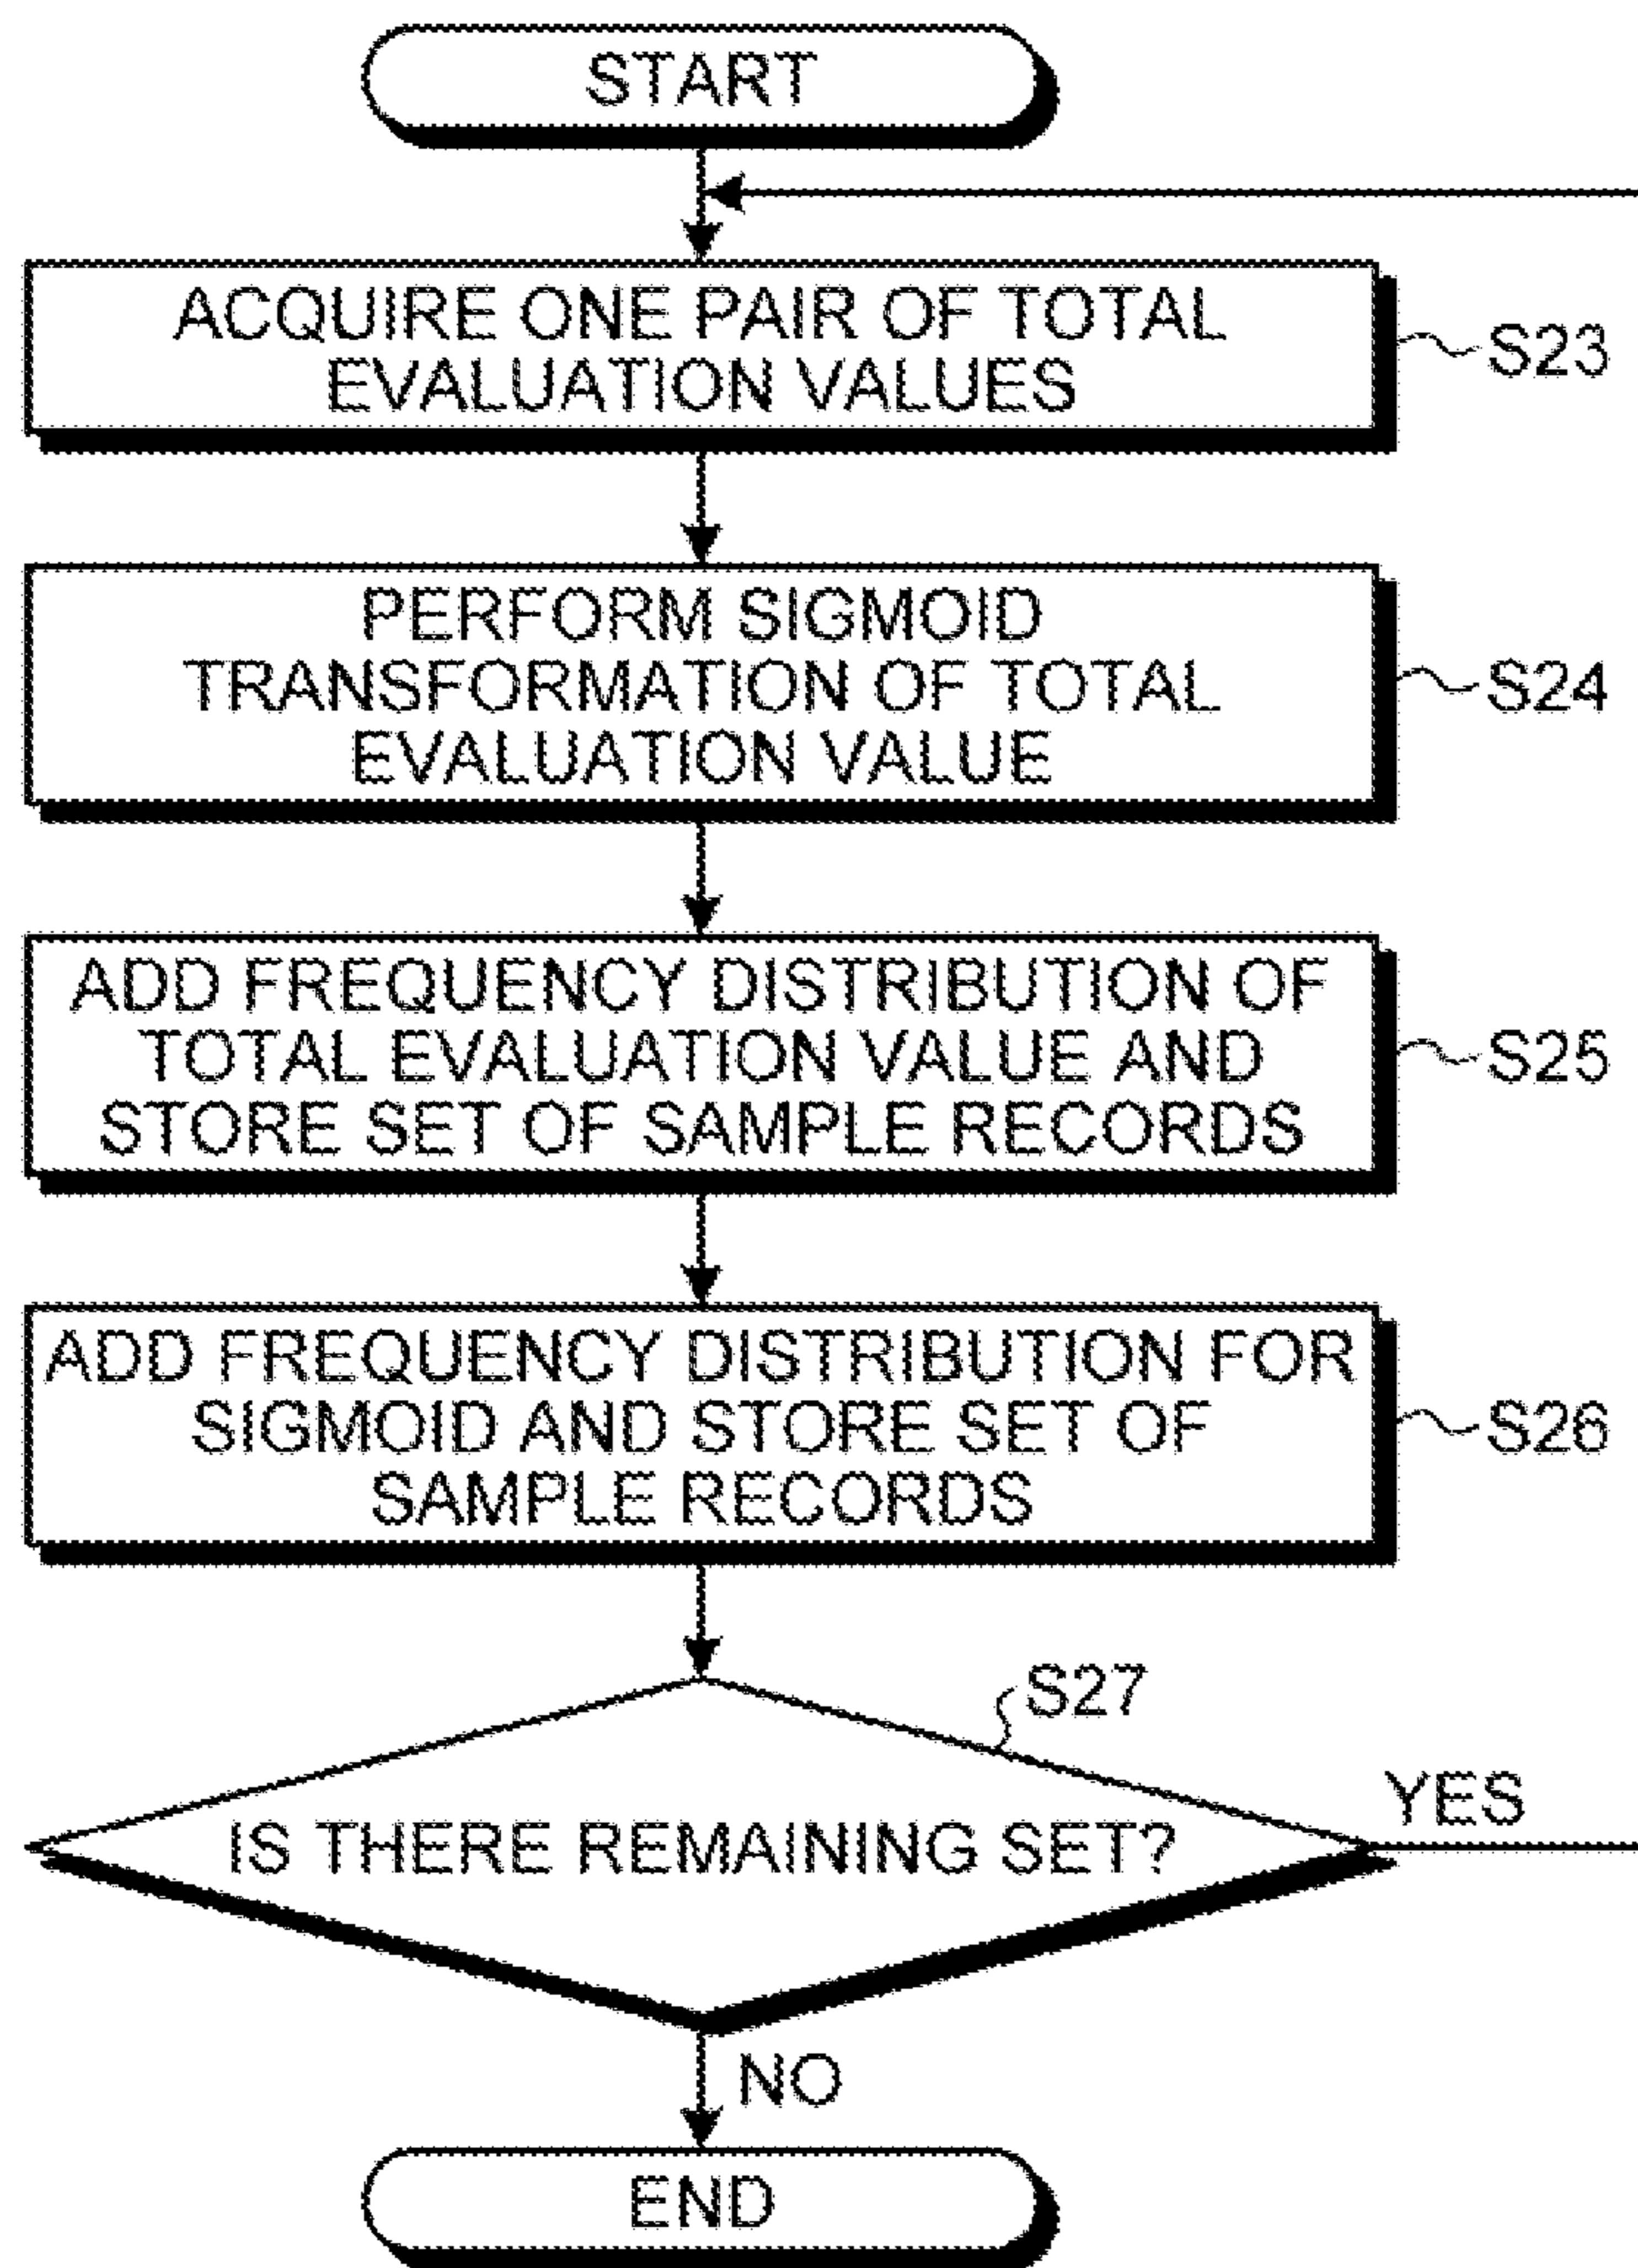 START
ACQUIRE ONE PAIR OF TOTAL
EVALUATION VALUES
S23
PERFORM SIGMOID
TRANSFORMATION OF TOTAL
EVALUATION VALUE
S24
ADD FREQUENCY DISTRIBUTION OF
TOTAL EVALUATION VALUE AND
STORE SET OF SAMPLE RECORDS
S25
ADD FREQUENCY DISTRIBUTION FOR
SIGMOID AND STORE SET OF
SAMPLE RECORDS
S26
S27
IS THERE REMAINING SET?
YES
NO
END